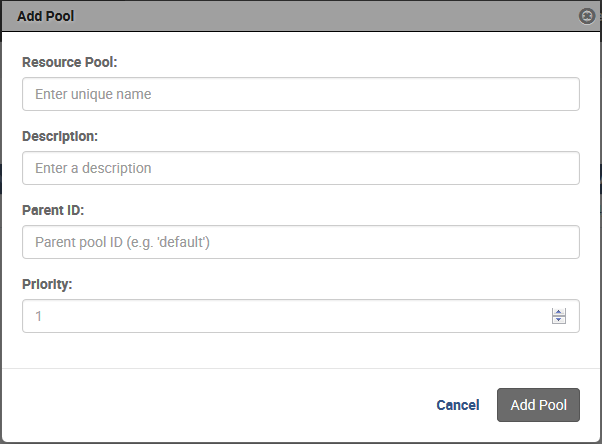 Add Pool
Resource Pool:
Enter unique name
Description:
Enter a description
Parent ID:
Parent pool ID (e.g. 'default')
Priority:
1
Cancel Add Pool